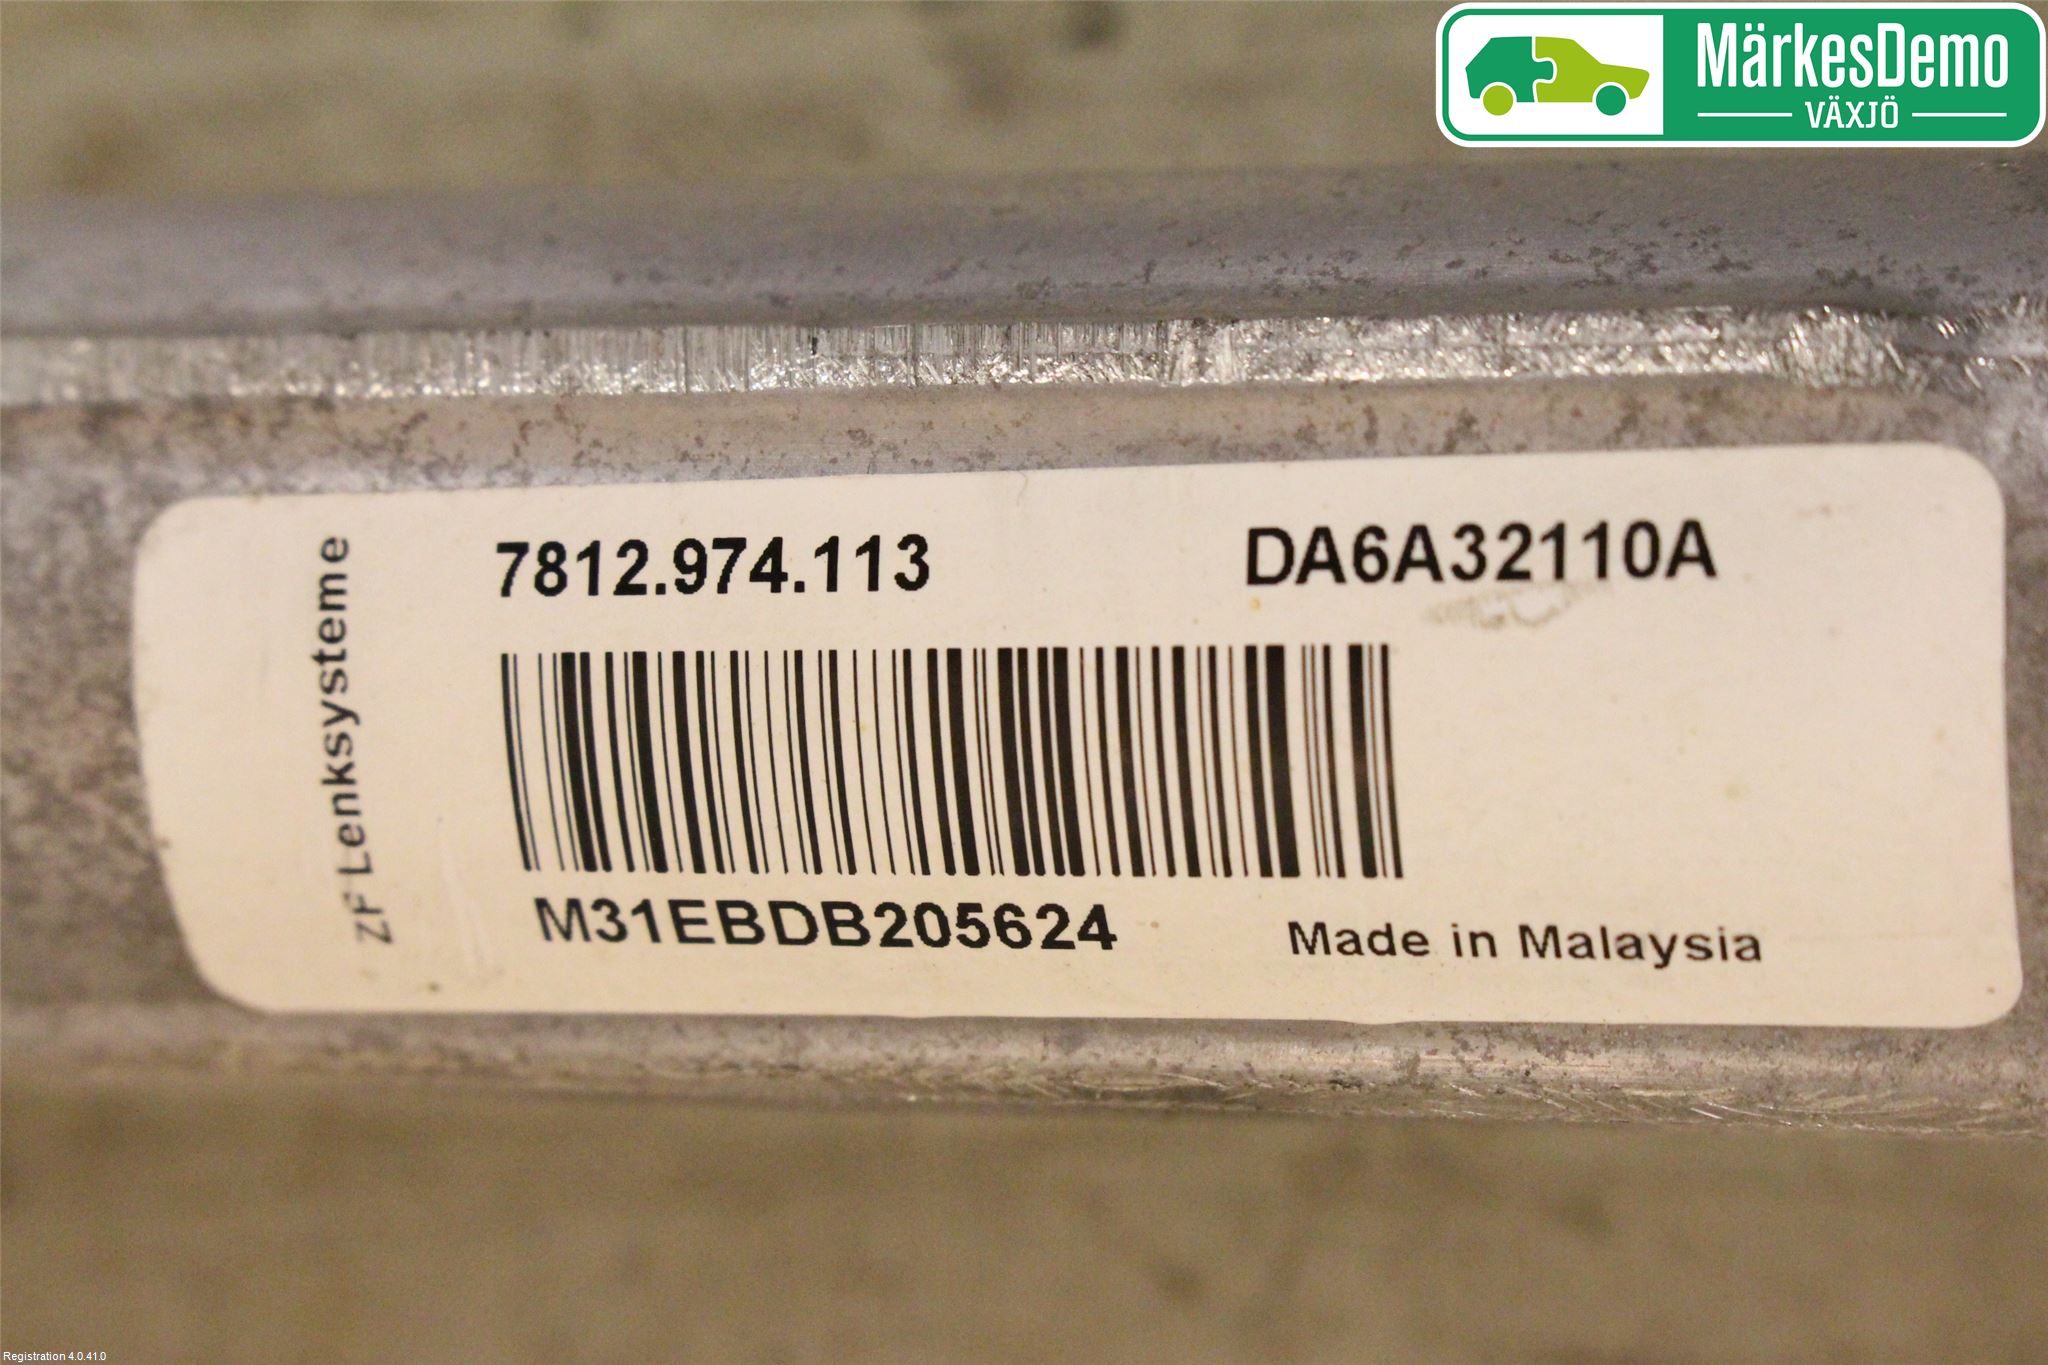 MärkesDemo
VÄXJÖ
ZF Lenksysteme
7812.974.113
DA6A32110A
M31EBDB205624
Made in Malaysia
Registration 4.0.41.0